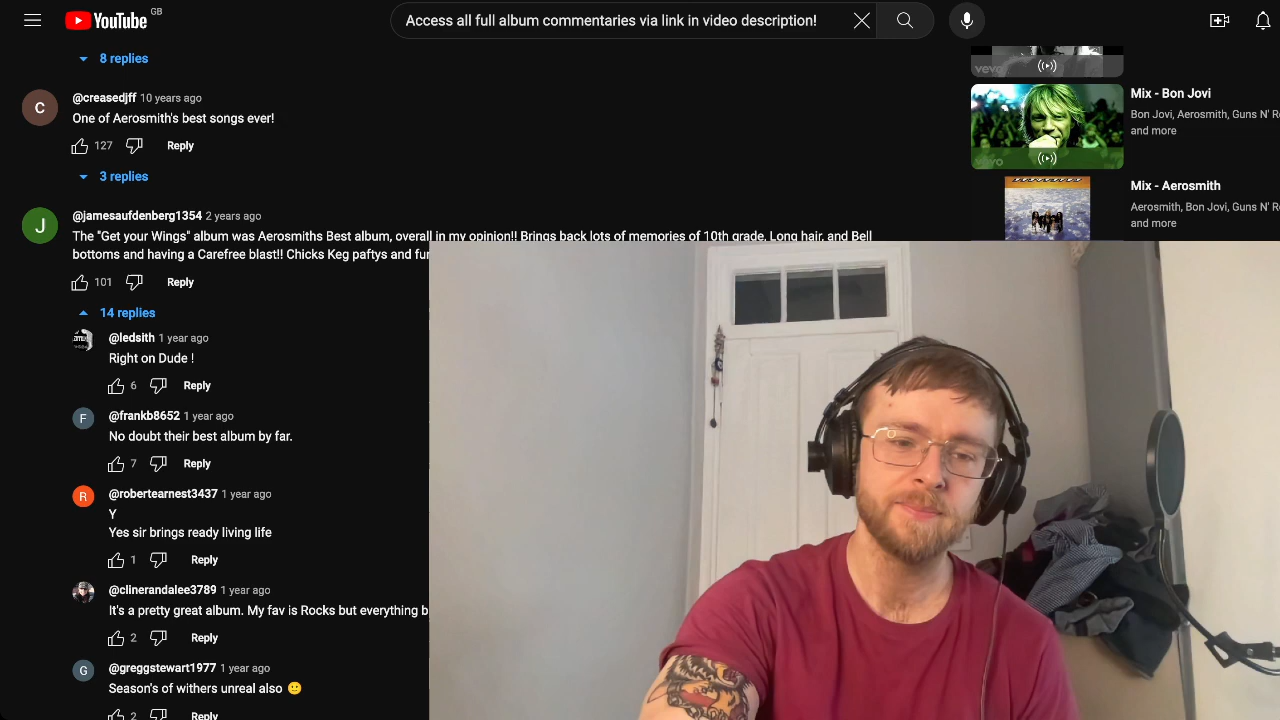 YouTube GB
Access all full album commentaries via link in video description!
8 replies
vevo
Mix - Bon Jovi
Bon Jovi, Aerosmith, Guns N' R
and more
vevo
C
@creasedjff 10 years ago
One of Aerosmith's best songs ever!
127 Reply
3 replies
Mix - Aerosmith
Aerosmith, Bon Jovi, Guns N' R
and more
J
@jamesaufdenberg1354 2 years ago
The "Get your Wings" album was Aerosmiths Best album, overall in my opinion!! Brings back lots of memories of 10th grade. Long hair, and Bell
bottoms and having a Carefree blast!! Chicks Keg paftys and fur
101 Reply
14 replies
@ledsith 1 year ago
Right on Dude !
6 Reply
F
@frankb8652 1 year ago
No doubt their best album by far.
7 Reply
R
@robertearnest3437 1 year ago
Y
Yes sir brings ready living life
1 Reply
@clinerandalee3789 1 year ago
It's a pretty great album. My fav is Rocks but everything b
2 Reply
G
@greggstewart1977 1 year ago
Season's of withers unreal also 🙂
2 Reply